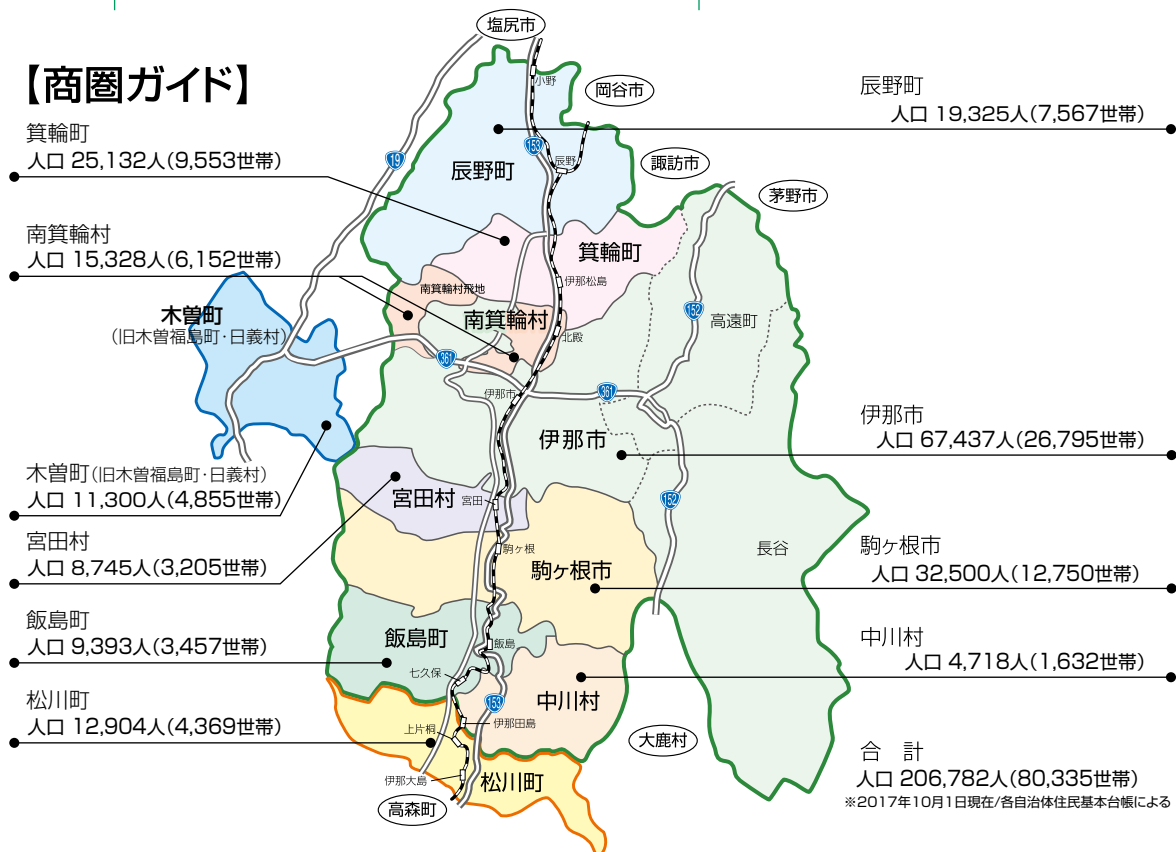 【商圏ガイド】
箕輪町
人口 25,132人(9,553世帯)
南箕輪村
人口 15,328人(6,152世帯)
木曽町
(旧木曽福島町・日義村)
木曽町(旧木曽福島町・日義村)
人口 11,300人(4,855世帯)
宮田村
人口 8,745人(3,205世帯)
飯島町
人口 9,393人(3,457世帯)
松川町
人口 12,904人(4,369世帯)
塩尻市
小野
岡谷市
153
19
辰野
諏訪市
辰野町
茅野市
箕輪町
伊那松島
南箕輪村飛地
152
南箕輪村
高遠町
北殿
361
伊那市
361
伊那市
宮田村
宮田
152
駒ヶ根
長谷
駒ヶ根市
飯島町
飯島
七久保
153
中川村
伊那田島
上片桐
大鹿村
伊那大島
松川町
高森町
辰野町
人口 19,325人(7,567世帯)
伊那市
人口 67,437人(26,795世帯)
駒ヶ根市
人口 32,500人(12,750世帯)
中川村
人口 4,718人(1,632世帯)
合 計
人口 206,782人(80,335世帯)
※2017年10月1日現在/各自治体住民基本台帳による